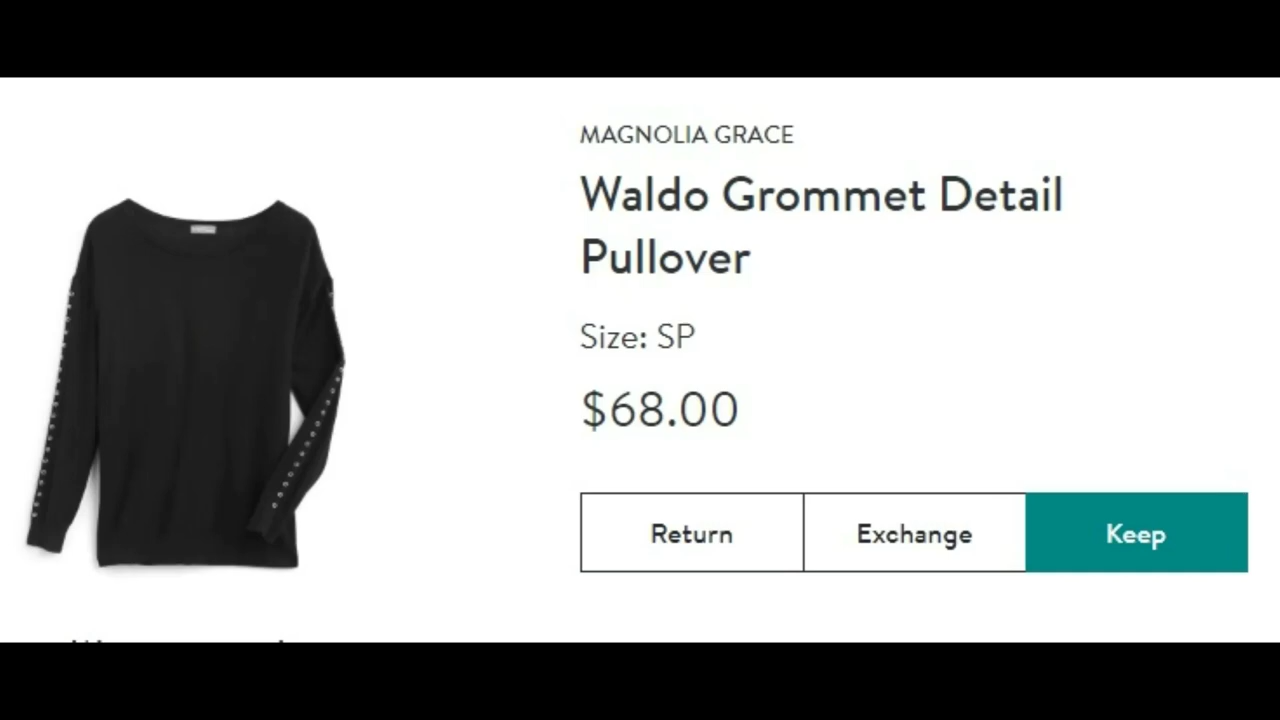 MAGNOLIA GRACE
Waldo Grommet Detail
Pullover
Size: SP
$68.00
Return
Exchange
Keep